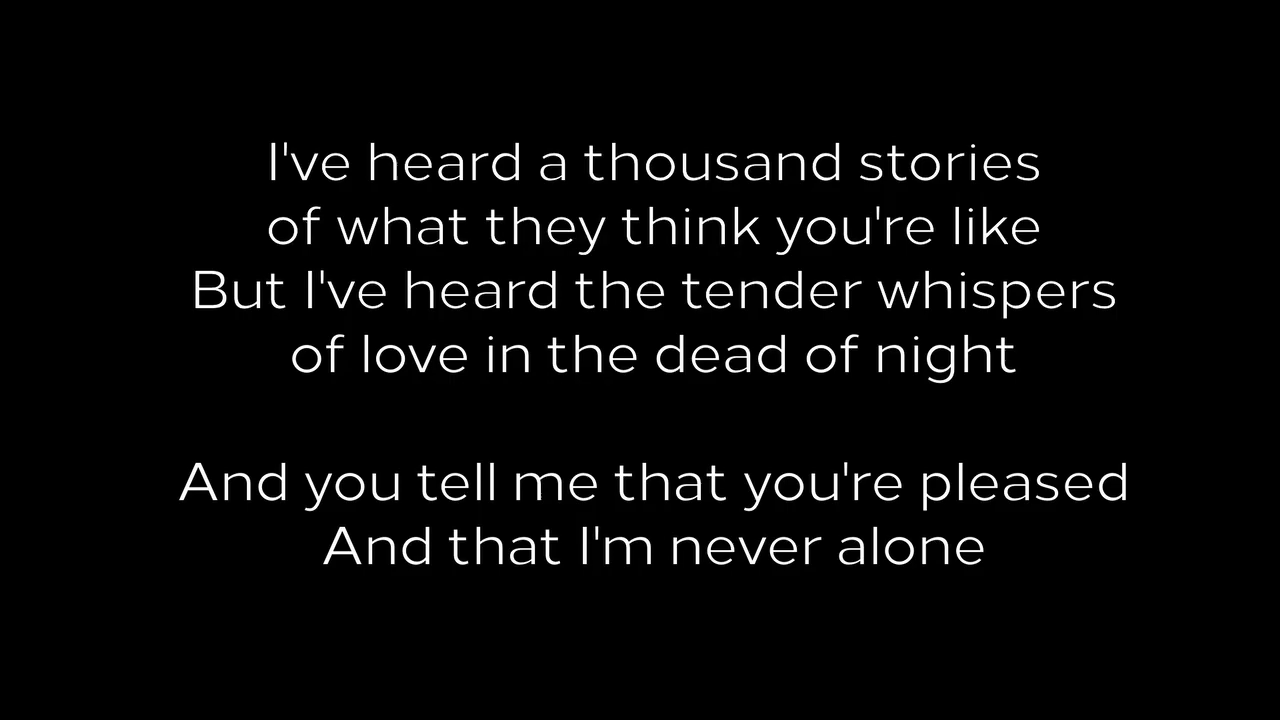 I've heard a thousand stories
of what they think you're like
But I've heard the tender whispers
of love in the dead of night
And you tell me that you're pleased
And that I'm never alone